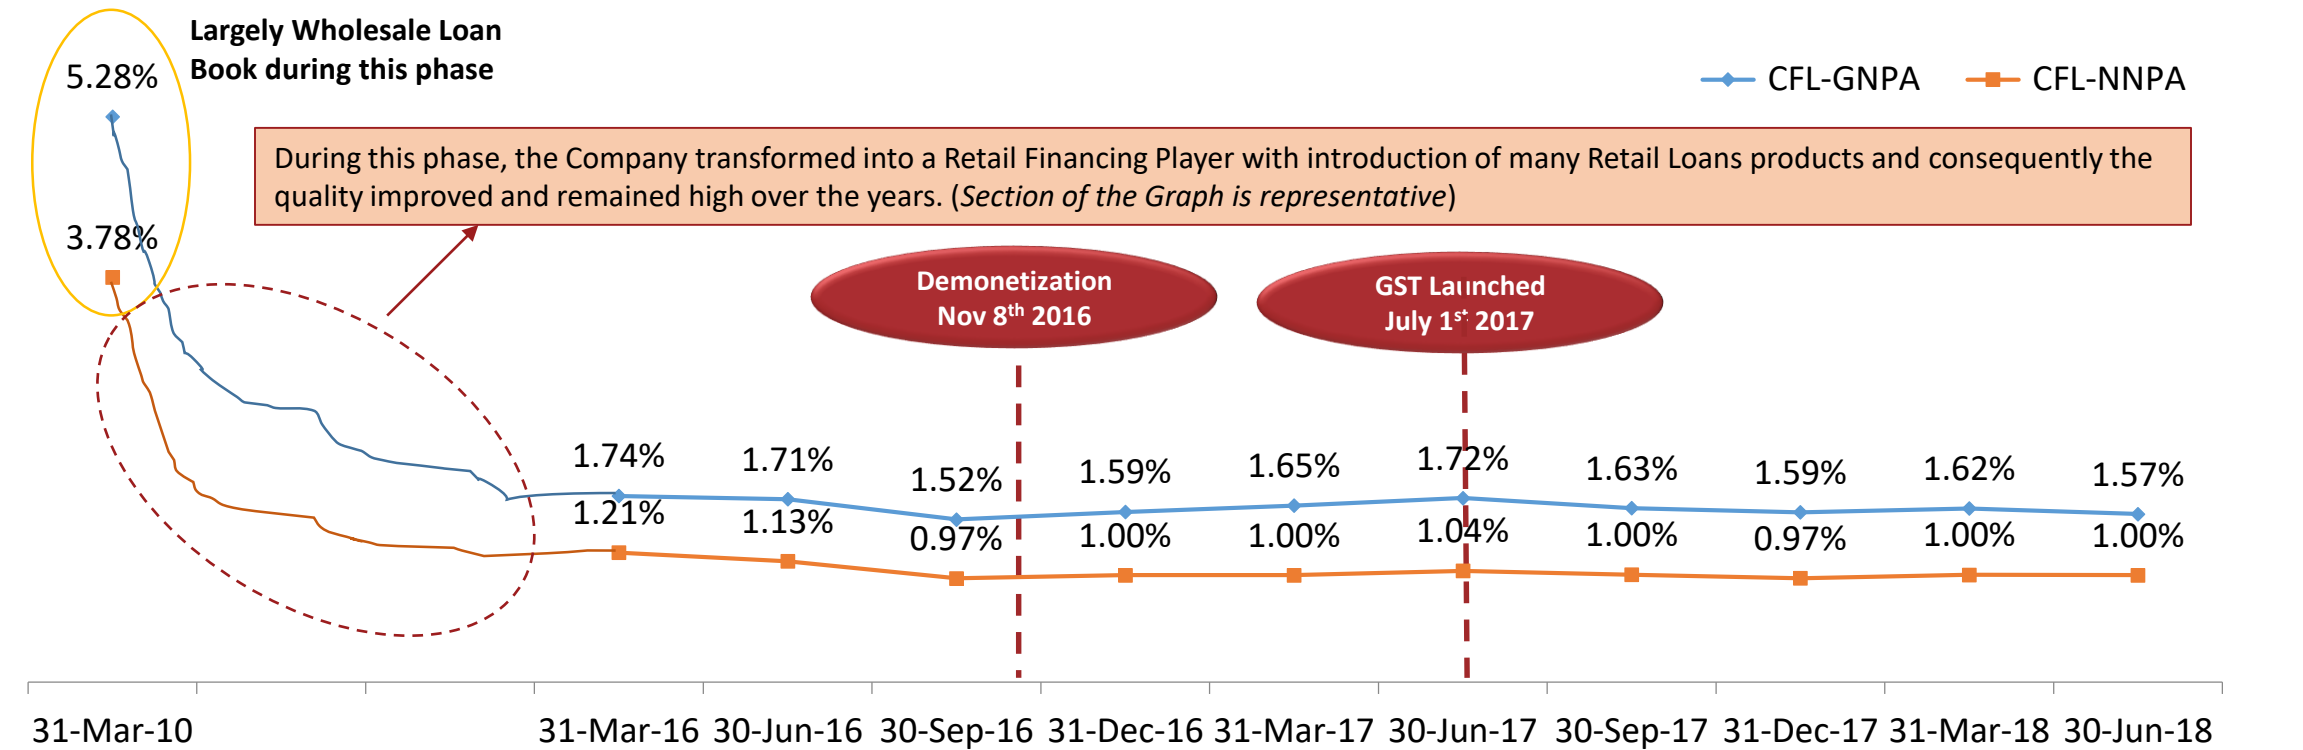 Largely Wholesale Loan
Book during this phase
5.28%
3.78%
CFL-GNPA CFL-NNPA
During this phase, the Company transformed into a Retail Financing Player with introduction of many Retail Loans products and consequently the
quality improved and remained high over the years. (Section of the Graph is representative)
Demonetization
Nov 8th 2016
GST Launched
July 1st 2017
1.74% 1.71% 1.52% 1.59% 1.65% 1.72% 1.63% 1.59% 1.62% 1.57%
1.21% 1.13% 0.97% 1.00% 1.00% 1.04% 1.00% 0.97% 1.00% 1.00%
31-Mar-10 31-Mar-16 30-Jun-16 30-Sep-16 31-Dec-16 31-Mar-17 30-Jun-17 30-Sep-17 31-Dec-17 31-Mar-18 30-Jun-18